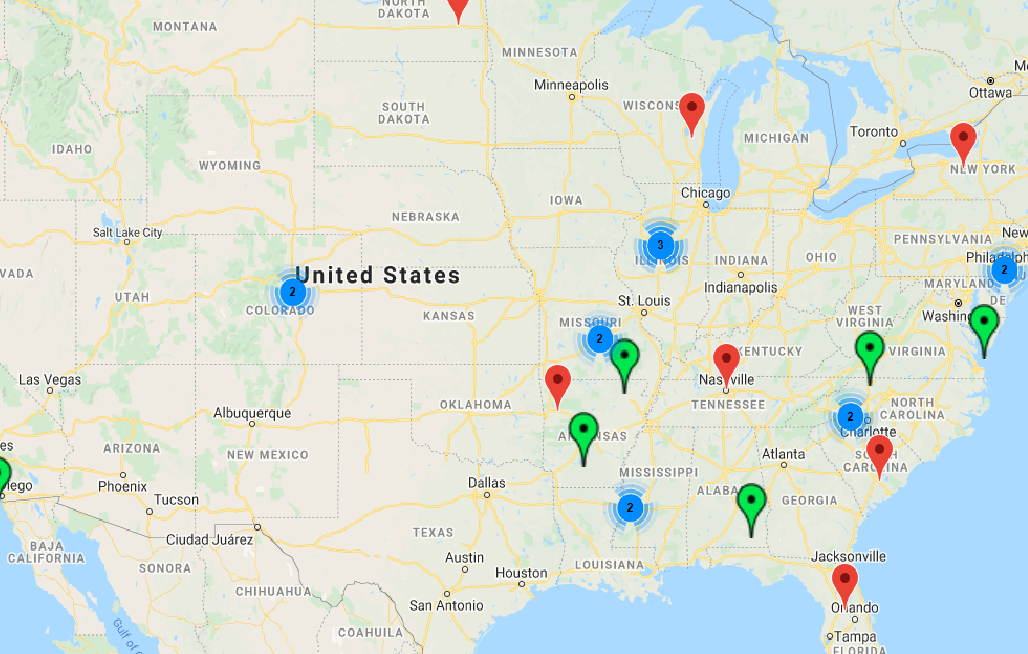 NORTH
DAKOTA
MONTANA
MINNESOTA
Minneapolis
Ottawa
SOUTH
DAKOTA
WISCONS
Toronto
MICHIGAN
IDAHO
WYOMING
NEW YORK
Chicago
IOWA
NEBRASKA
Salt Lake City
3
PENNSYLVANIA
New
ILLINOIS
INDIANA
OHIO
Philadelph
2
United States
MARYLAND
Indianapolis
VADA
UTAH
2
COLORADO
St. Louis
DE
KANSAS
MISSOURI
WEST
VIRGINIA
Washing
2
KENTUCKY
VIRGINIA
Las Vegas
Nashville
OKLAHOMA
TENNESSEE
NORTH
CAROLINA
Albuquerque
2
Charlotte
ARKANSAS
es
ARIZONA
NEW MEXICO
Atlanta
SOUTH
CAROLINA
MISSISSIPPI
iego
Phoenix
Dallas
ALABA
GEORGIA
Tucson
2
TEXAS
Ciudad Juárez
BAJA
CALIFORNIA
Austin
Jacksonville
SONORA
LOUISIANA
Houston
CHIHUAHUA
San Antonio
Orlando
Gulf of
COAHUILA
Tampa
FLORIDA